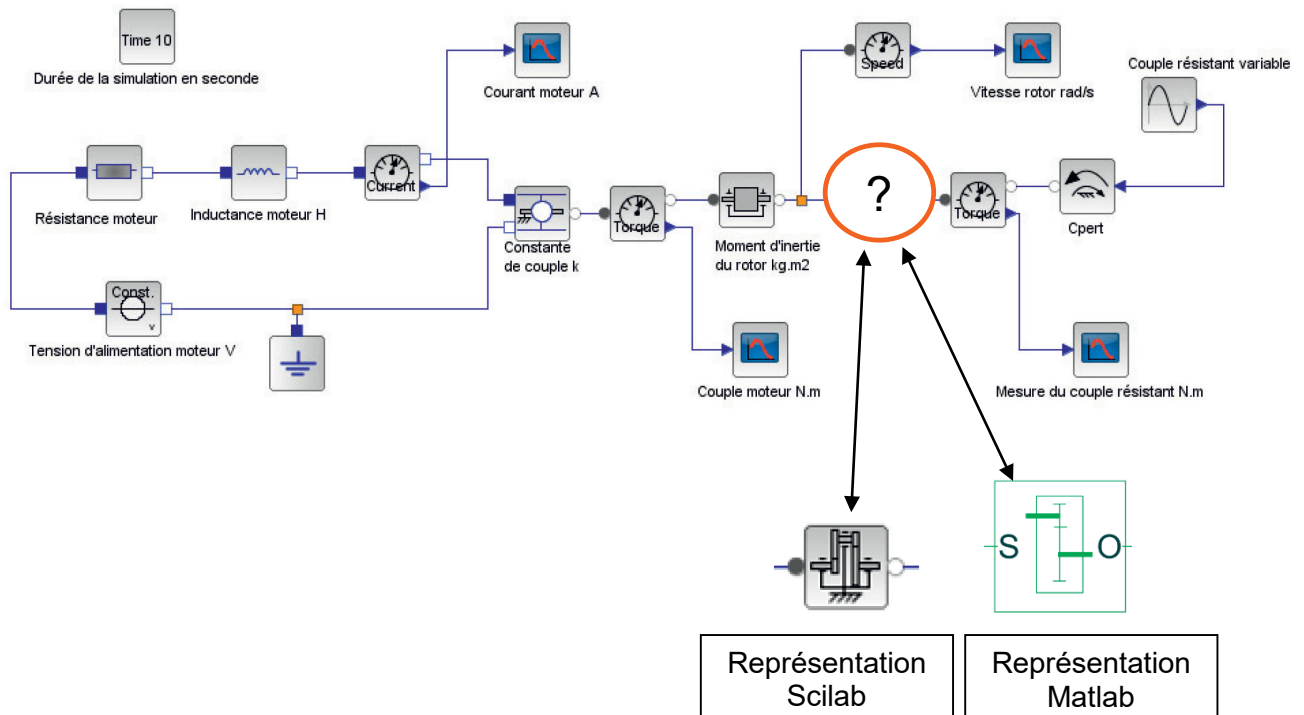 Time 10
Durée de la simulation en seconde
Courant moteur A
Speed
Vitesse rotor rad/s
Couple résistant variable
Résistance moteur
Inductance moteur H
Current
Constante
de couple k
Torque
Moment d'inertie
du rotor kg.m2
?
Torque
Cpert
Const.
v
Tension d'alimentation moteur V
Couple moteur N.m
Mesure du couple résistant N.m
S
O
Représentation
Scilab
Représentation
Matlab